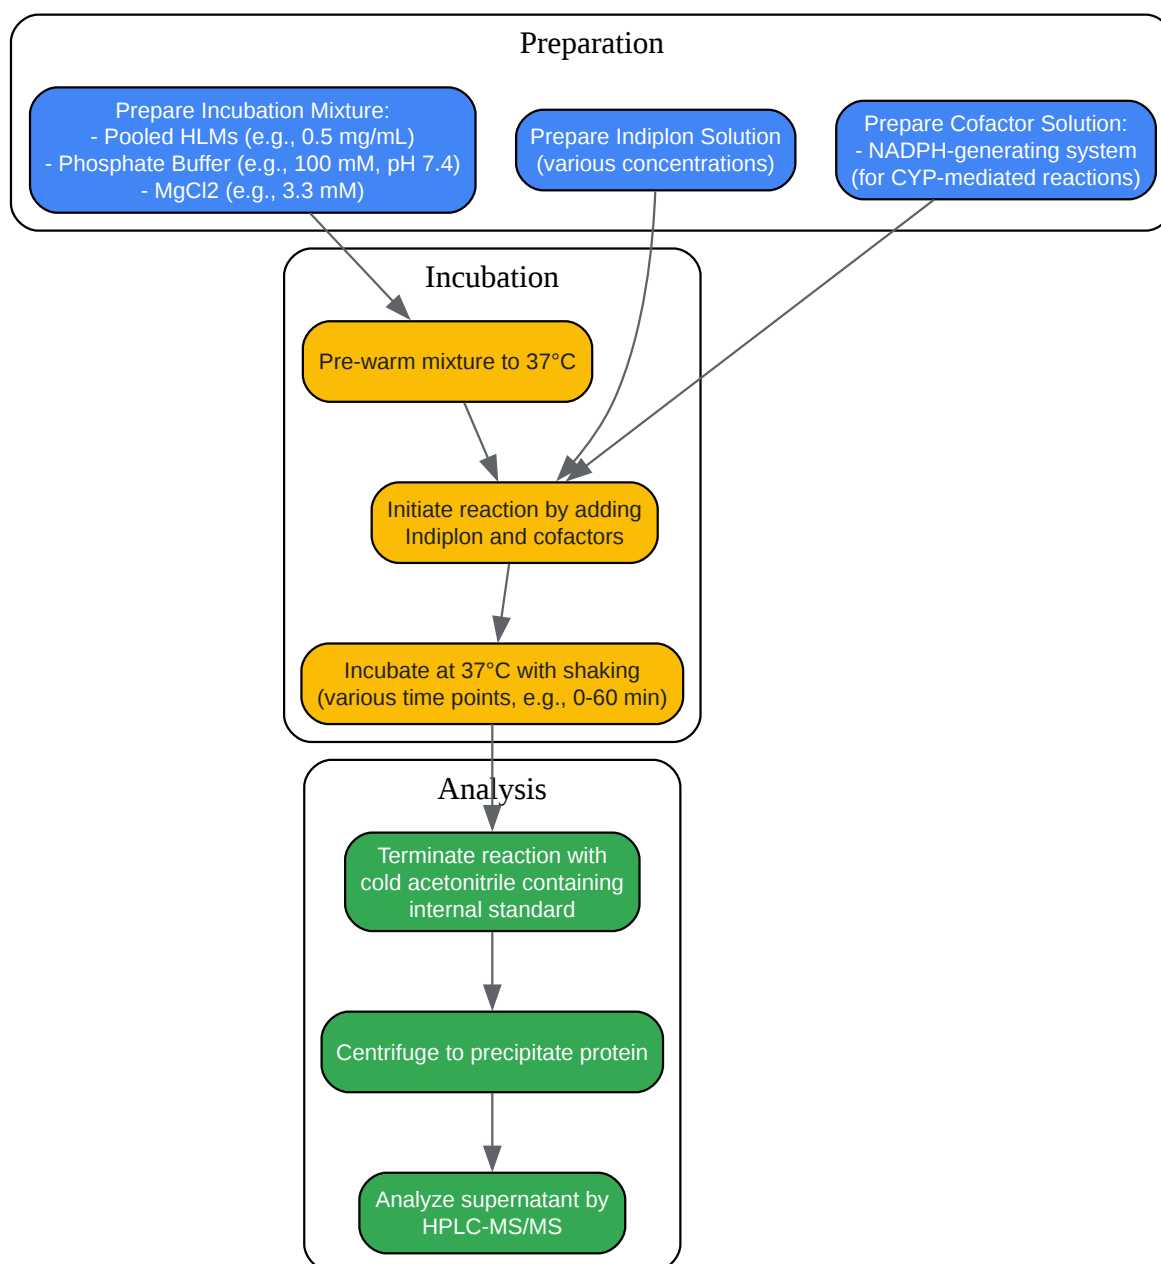 Preparation
Prepare Incubation Mixture:
- Pooled HLMs (e.g., 0.5 mg/mL)
- Phosphate Buffer (e.g., 100 mM, pH 7.4)
- MgCl2 (e.g., 3.3 mM)
Prepare Indiplon Solution
(various concentrations)
Prepare Cofactor Solution:
- NADPH-generating system
(for CYP-mediated reactions)
Incubation
Pre-warm mixture to 37°C
Initiate reaction by adding
Indiplon and cofactors
Incubate at 37°C with shaking
(various time points, e.g., 0-60 min)
Analysis
Terminate reaction with
cold acetonitrile containing
internal standard
Centrifuge to precipitate protein
Analyze supernatant by
HPLC-MS/MS